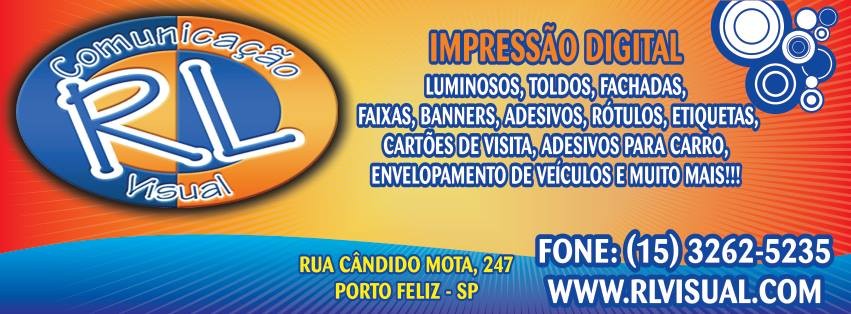 Comunicação
RL
Visual
IMPRESSÃO DIGITAL
LUMINOSOS, TOLDOS, FACHADAS,
FAIXAS, BANNERS, ADESIVOS, RÓTULOS, ETIQUETAS,
CARTÕES DE VISITA, ADESIVOS PARA CARRO,
ENVELOPAMENTO DE VEÍCULOS E MUITO MAIS!!!
RUA CÂNDIDO MOTA, 247
PORTO FELIZ - SP
FONE: (15) 3262-5235
WWW.RLVISUAL.COM